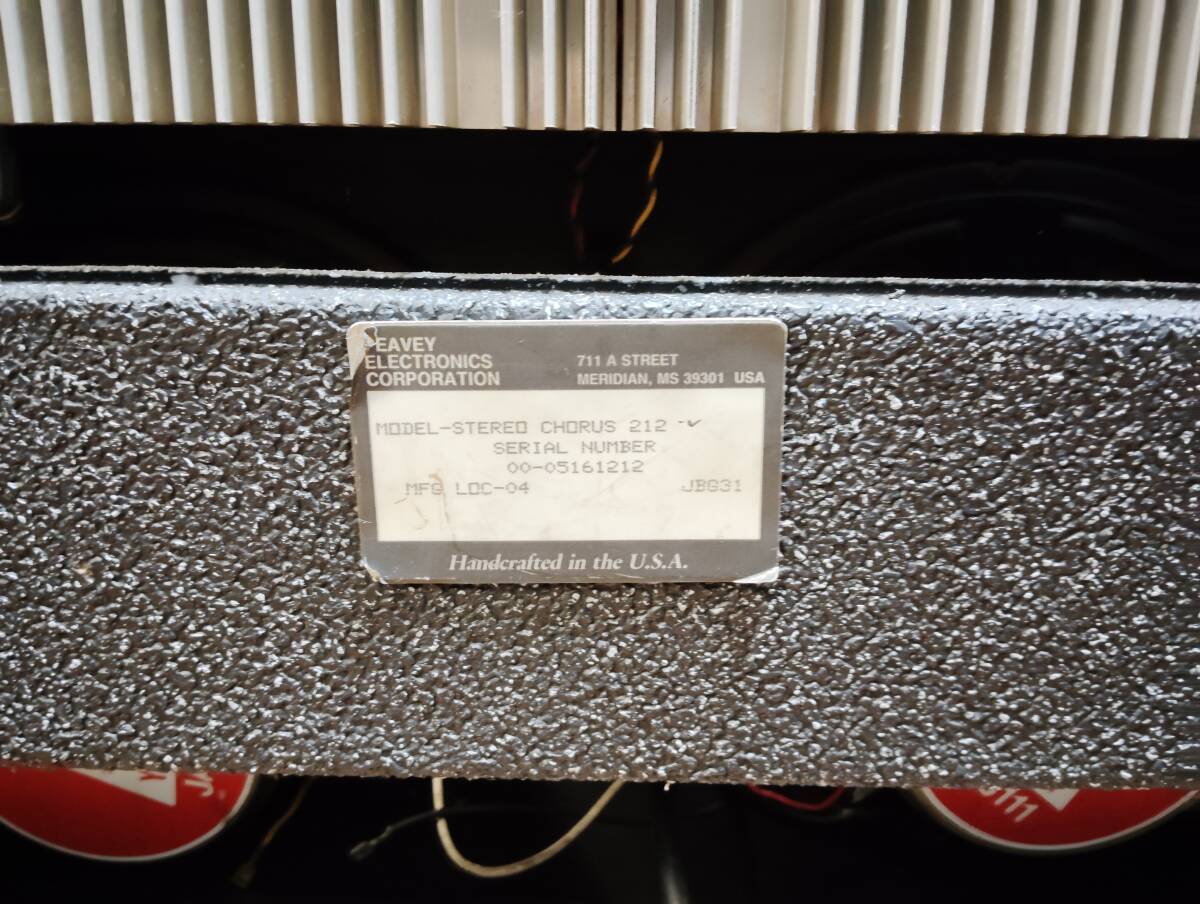 EAVEY
ELECTRONICS
CORPORATION
711 A STREET
MERIDIAN, MS 39301 USA
MODEL-STEREO CHORUS 212
SERIAL NUMBER
00-05161212
MFG LOC-04
JBG31
Handcrafted in the U.S.A.